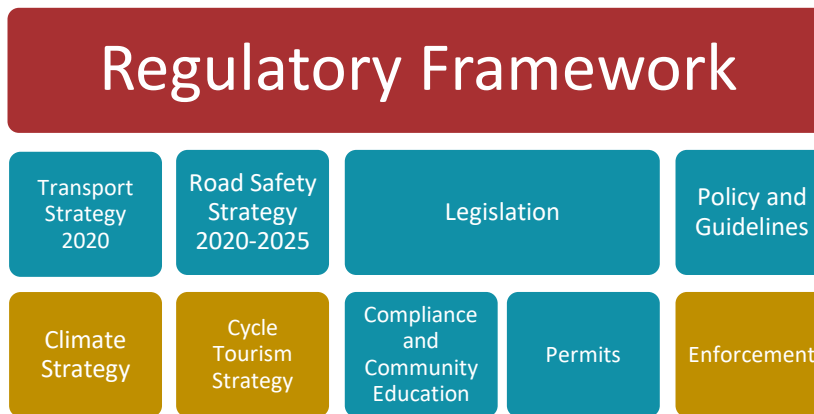 Regulatory Framework
Transport
Strategy
2020
Road Safety
Strategy
2020-2025
Legislation
Policy and
Guidelines
Climate
Strategy
Cycle
Tourism
Strategy
Compliance
and
Community
Education
Permits
Enforcement